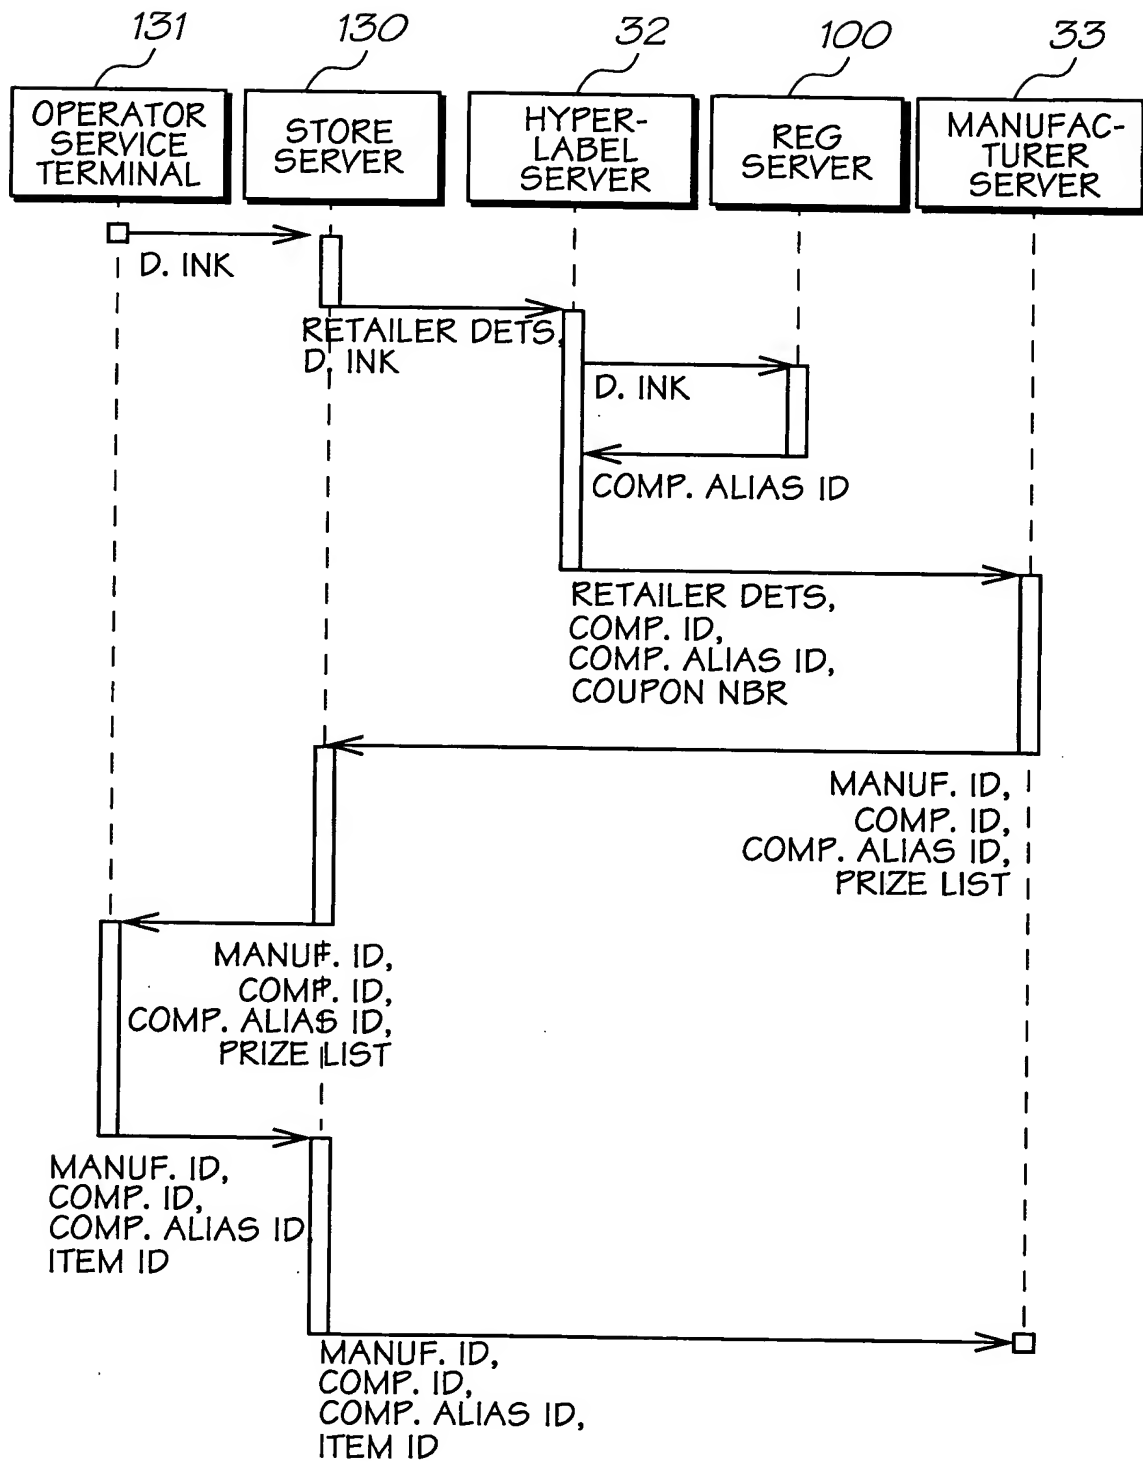 131
130
32
100
33
OPERATOR
SERVICE
TERMINAL
STORE
SERVER
HYPER-
LABEL
SERVER
REG
SERVER
MANUFAC-
TURER
SERVER
D. INK
RETAILER DETS,
D. INK
D. INK
COMP. ALIAS ID
RETAILER DETS,
COMP. ID,
COMP. ALIAS ID,
COUPON NBR
MANUF. ID,
COMP. ID,
COMP. ALIAS ID,
PRIZE LIST
MANUF. ID,
COMP. ID,
COMP. ALIAS ID,
PRIZE LIST
MANUF. ID,
COMP. ID,
COMP. ALIAS ID
ITEM ID
MANUF. ID,
COMP. ID,
COMP. ALIAS ID,
ITEM ID